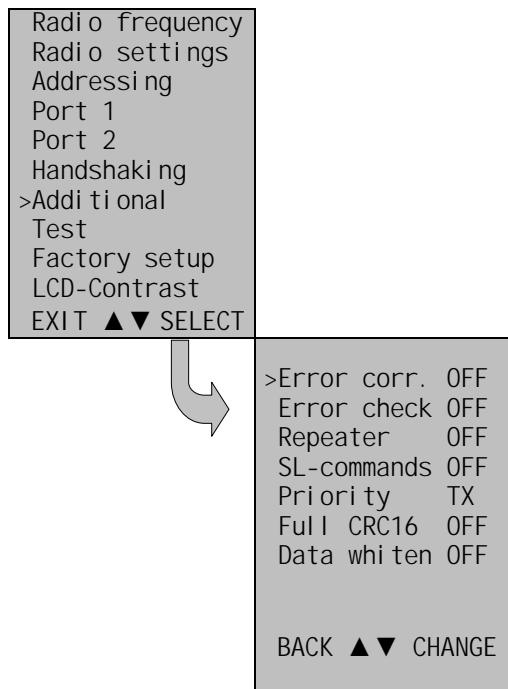 Radio frequency
Radio settings
Addressing
Port 1
Port 2
Handshaking
>Additional
Test
Factory setup
LCD-Contrast
EXIT ▲▼ SELECT
>Error corr. OFF
Error check OFF
Repeater OFF
SL-commands OFF
Priority TX
Full CRC16 OFF
Data whiten OFF
BACK ▲▼ CHANGE